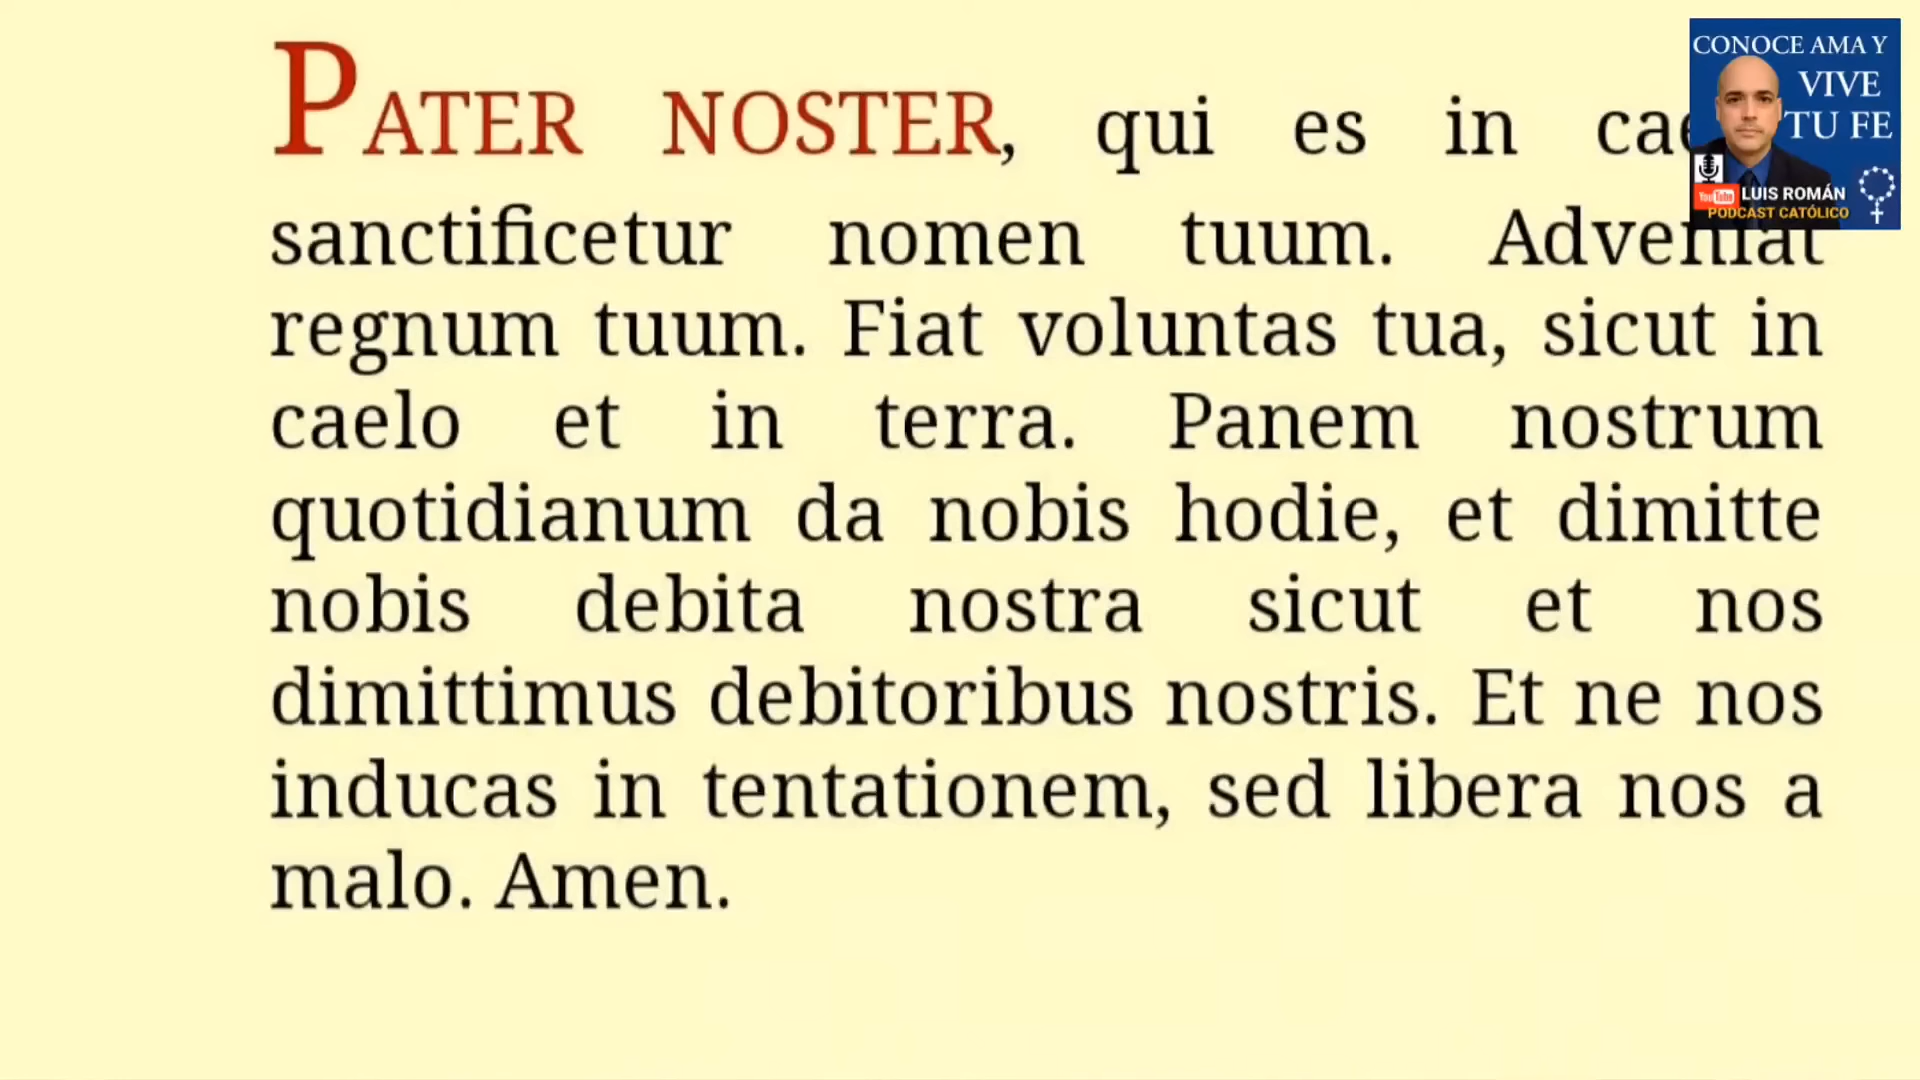 PATER NOSTER, qui es in
sanctificetur nomen tuum. Adveniat
regnum tuum. Fiat voluntas tua, sicut in
caelo et in terra. Panem nostrum
quotidianum da nobis hodie, et dimitte
nobis debita nostra sicut et nos
dimittimus debitoribus nostris. Et ne nos
inducas in tentationem, sed libera nos a
malo. Amen.
CONOCE AMA Y
VIVE
TU FE
YouTube LUIS ROMÁN
PODCAST CATÓLICO